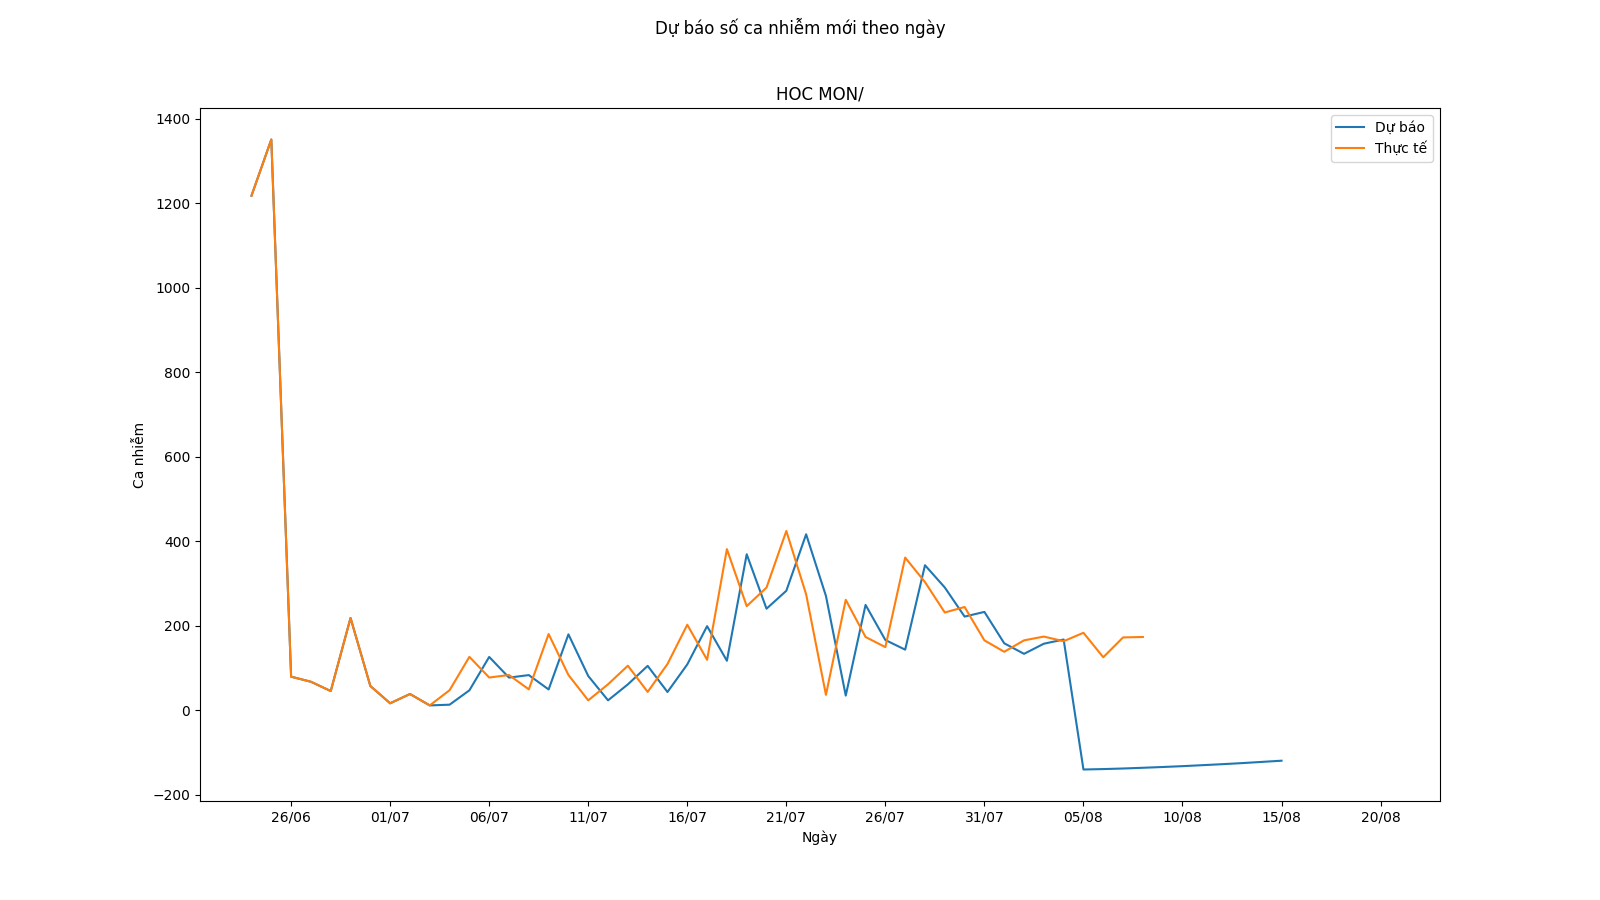 Dự báo số ca nhiễm mới theo ngày
HOC MON/
Dự báo
Thực tế
1400
1200
1000
800
600
400
200
0
−200
Ca nhiễm
26/06 01/07 06/07 11/07 16/07 21/07 26/07 31/07 05/08 10/08 15/08 20/08
Ngày